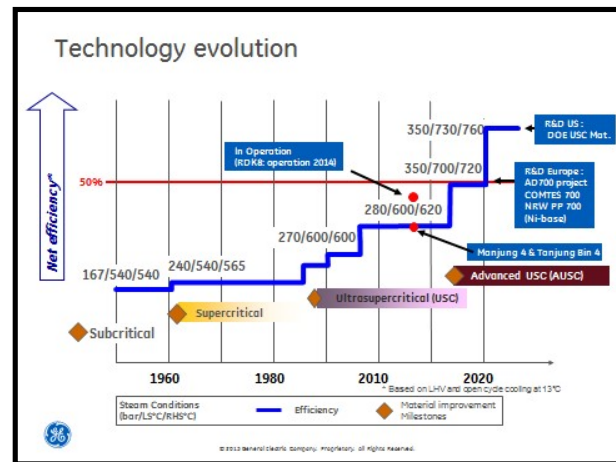 Technology evolution
Net efficiency*
50%
350/730/760
R&D US :
DOE USC Mat.
In Operation
(RDK8: operation 2014)
350/700/720
R&D Europe :
AD700 project
COMTES 700
NRW PP 700
(Ni-base)
280/600/620
270/600/600
Manjung 4 & Tanjung Bin 4
167/540/540
240/540/565
Advanced USC (AUSC)
Ultrasupercritical (USC)
Supercritical
Subcritical
1960
1980
2010
2020
* Based on LHV and open cycle cooling at 13°C
Steam Conditions
(bar/LS°C/RHS°C)
Efficiency
Material improvement
Milestones
© 2013 General Electric Company. Proprietary. All Rights Reserved.